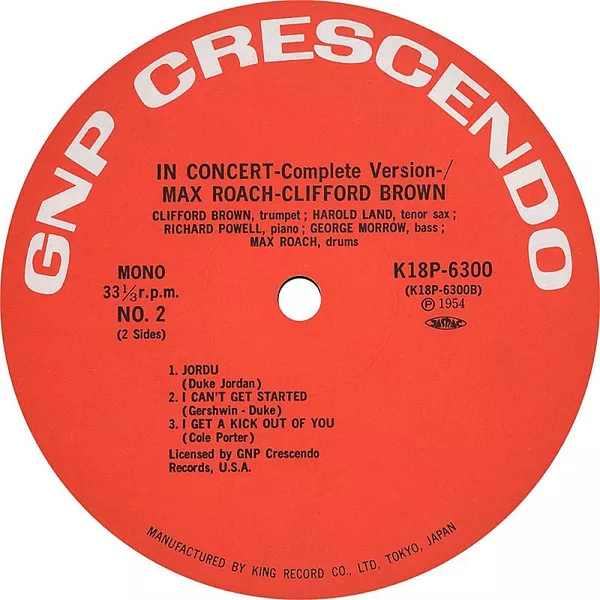 GNP CRESCENDO
IN CONCERT-Complete Version-/
MAX ROACH-CLIFFORD BROWN
CLIFFORD BROWN, trumpet ; HAROLD LAND, tenor sax ;
RICHARD POWELL, piano ; GEORGE MORROW, bass ;
MAX ROACH, drums
MONO
33⅓r.p.m.
NO. 2
(2 Sides)
K18P-6300
(K18P-6300B)
Ⓟ 1954
JASRAC
1. JORDU
(Duke Jordan)
2. I CAN'T GET STARTED
(Gershwin - Duke)
3. I GET A KICK OUT OF YOU
(Cole Porter)
Licensed by GNP Crescendo
Records, U.S.A.
MANUFACTURED BY KING RECORD CO., LTD, TOKYO, JAPAN